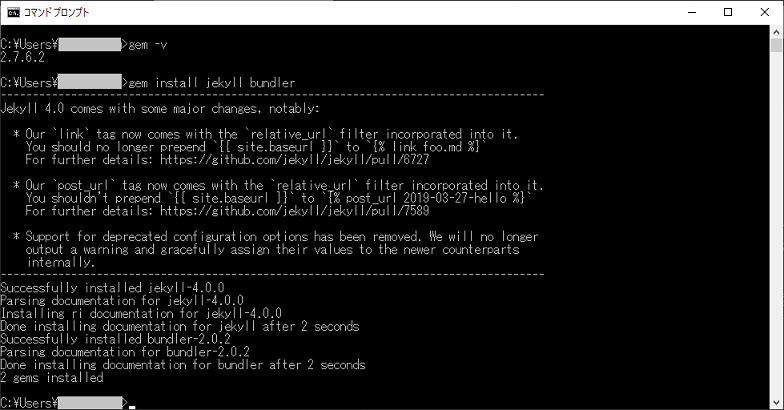 コマンド プロンプト
C:¥Users¥>gem -v
2.7.6.2
C:¥Users¥>gem install jekyll bundler
-------------------------------------------------------------------------------------
Jekyll 4.0 comes with some major changes, notably:
* Our `link` tag now comes with the `relative_url` filter incorporated into it.
You should no longer prepend `{{ site.baseurl }}` to `{% link foo.md %}`
For further details: https://github.com/jekyll/jekyll/pull/6727
* Our `post_url` tag now comes with the `relative_url` filter incorporated into it.
You shouldn't prepend `{{ site.baseurl }}` to `{% post_url 2019-03-27-hello %}`
For further details: https://github.com/jekyll/jekyll/pull/7589
* Support for deprecated configuration options has been removed. We will no longer
output a warning and gracefully assign their values to the newer counterparts
internally.
-------------------------------------------------------------------------------------
Successfully installed jekyll-4.0.0
Parsing documentation for jekyll-4.0.0
Installing ri documentation for jekyll-4.0.0
Done installing documentation for jekyll after 2 seconds
Successfully installed bundler-2.0.2
Parsing documentation for bundler-2.0.2
Done installing documentation for bundler after 2 seconds
2 gems installed
C:¥Users¥>